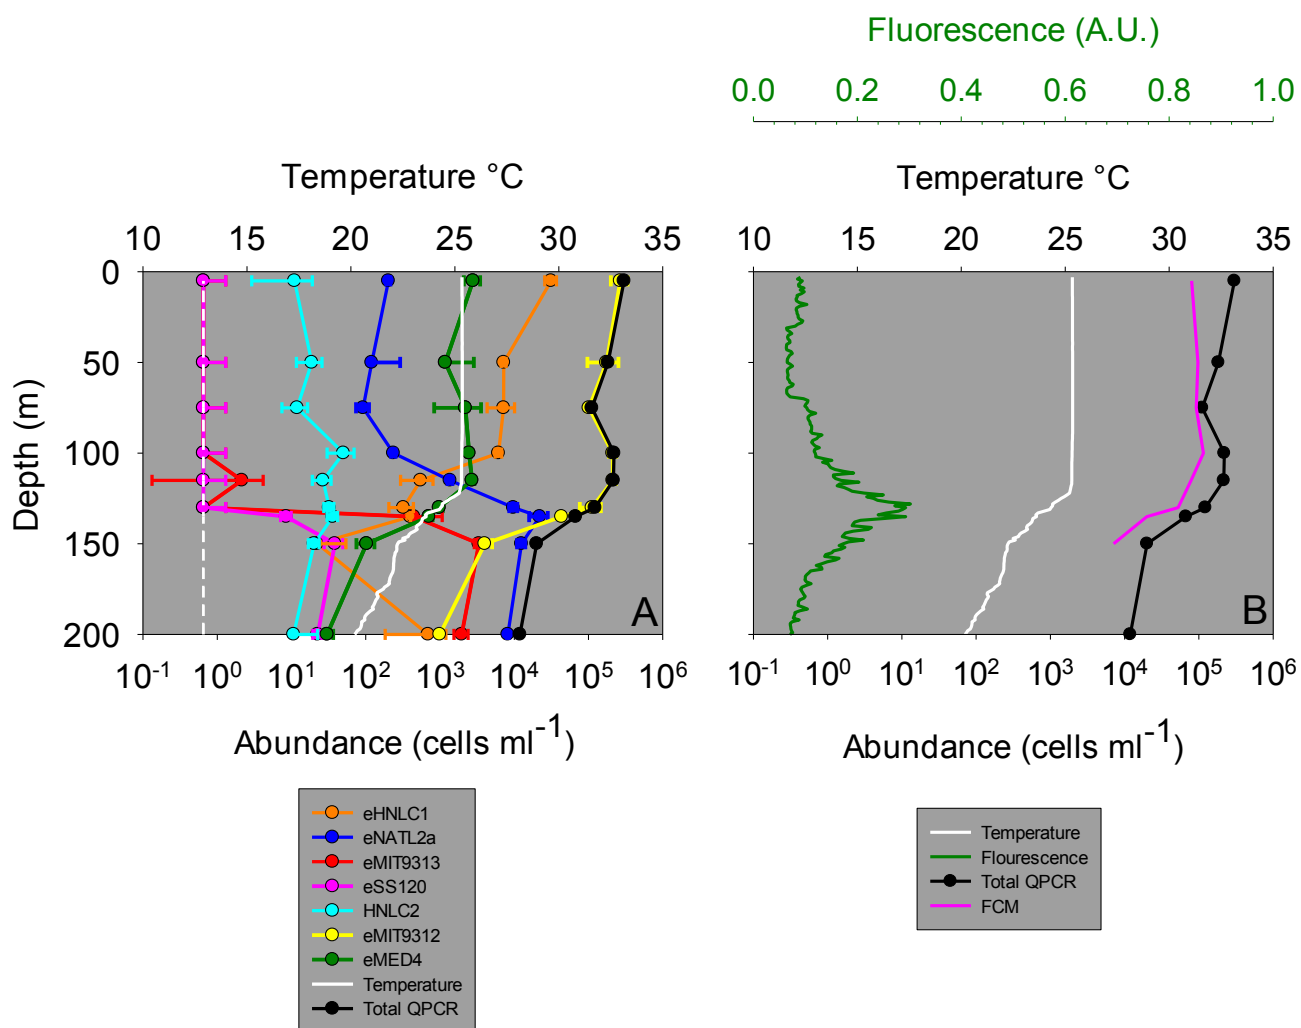 Fluorescence (A.U.)
0.0 0.2 0.4 0.6 0.8 1.0
Temperature °C
10 15 20 25 30 35
Temperature °C
10 15 20 25 30 35
0
50
100
150
200
Depth (m)
A
B
10-1 100 101 102 103 104 105 106
Abundance (cells ml-1)
10-1 100 101 102 103 104 105 106
Abundance (cells ml-1)
eHNLC1
eNATL2a
eMIT9313
eSS120
HNLC2
eMIT9312
eMED4
Temperature
Total QPCR
Temperature
Flourescence
Total QPCR
FCM